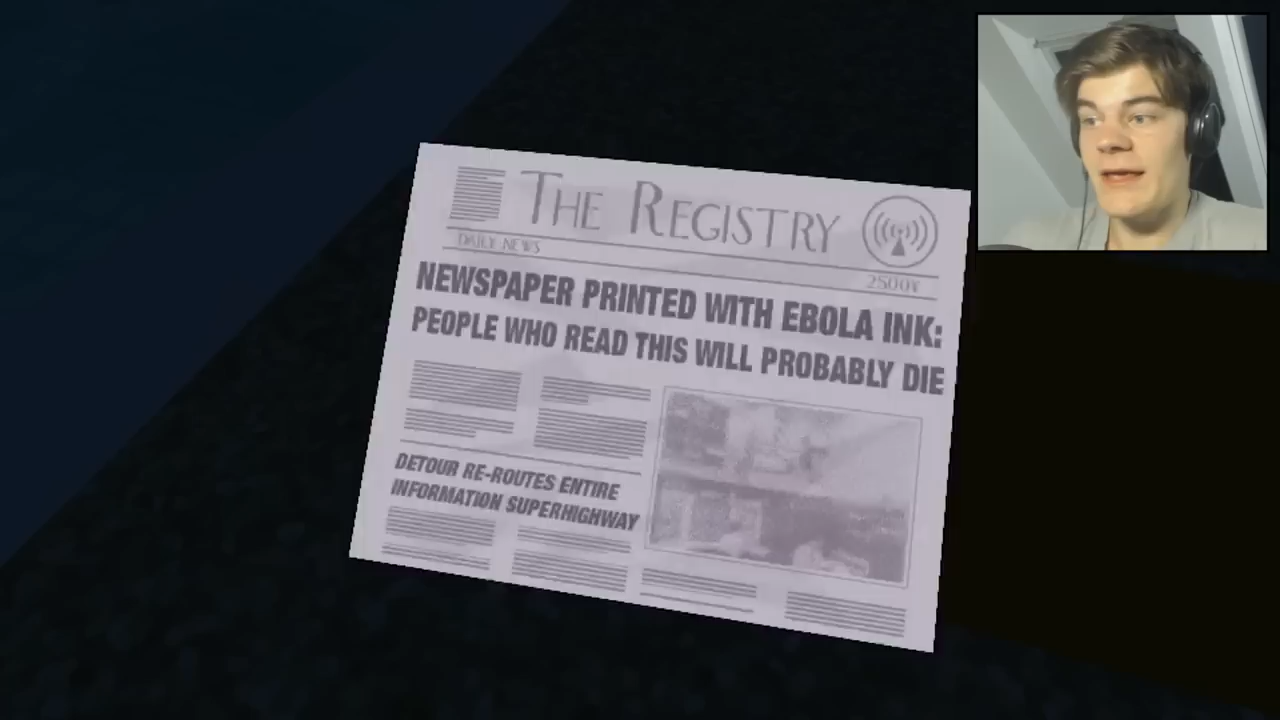 THE REGISTRY
DAILY NEWS
2500¥
NEWSPAPER PRINTED WITH EBOLA INK:
PEOPLE WHO READ THIS WILL PROBABLY DIE
DETOUR RE-ROUTES ENTIRE
INFORMATION SUPERHIGHWAY